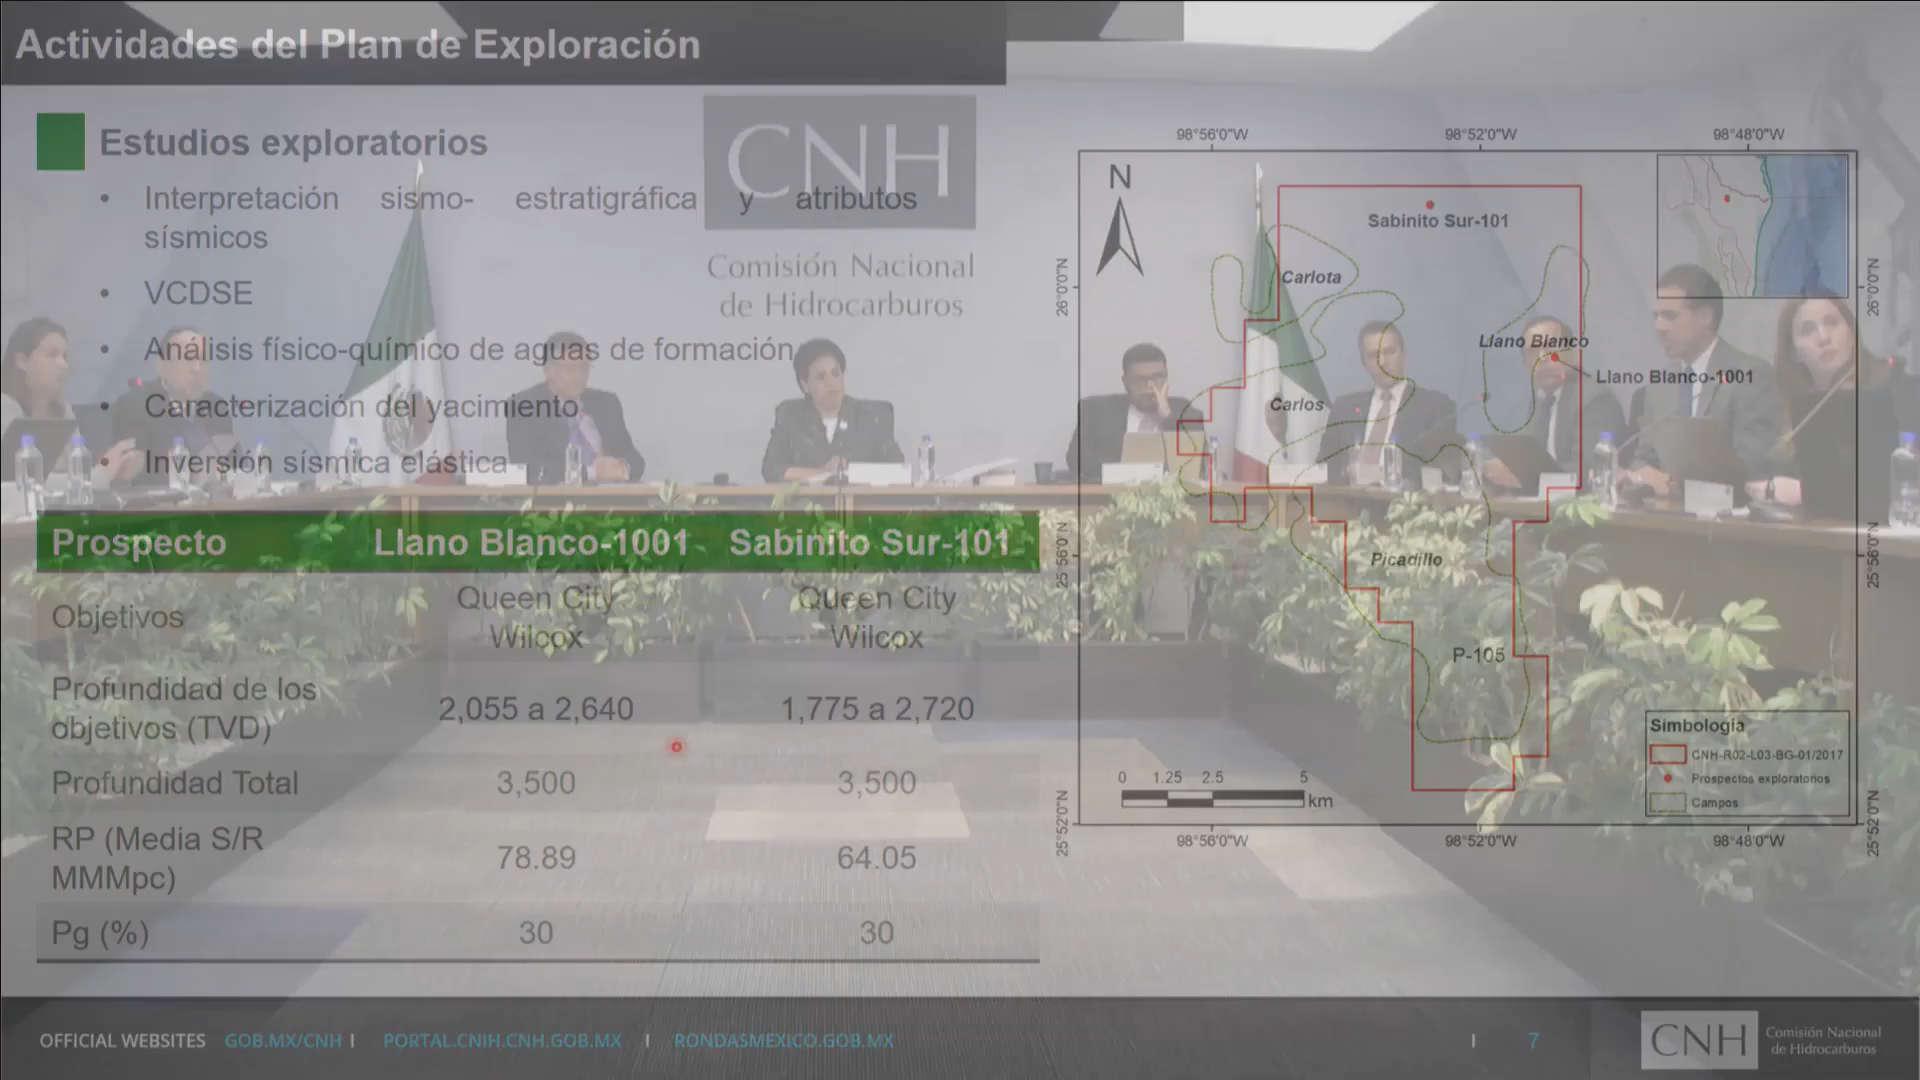 Actividades del Plan de Exploración
Estudios exploratorios
• Interpretación sismo- estratigráfica y atributos
sísmicos
• VCDSE
• Análisis físico-químico de aguas de formación
• Caracterización del yacimiento
• Inversión sísmica elástica
CNH
Comisión Nacional
de Hidrocarburos
Prospecto Llano Blanco-1001 Sabinito Sur-101
Objetivos
Queen City
Wilcox
Queen City
Wilcox
Profundidad de los
objetivos (TVD)
2,055 a 2,640 1,775 a 2,720
Profundidad Total 3,500 3,500
RP (Media S/R
MMMpc)
78.89 64.05
Pg (%) 30 30
98°56'0"W 98°52'0"W 98°48'0"W
N
Sabinito Sur-101
Carlota
26°0'0"N
26°0'0"N
Llano Blanco
Llano Blanco-1001
Carlos
25°56'0"N
25°56'0"N
Picadillo
P-105
Simbología
CNH-R02-L03-BG-01/2017
Prospectos exploratorios
Campos
0 1.25 2.5 5
km
25°52'0"N
25°52'0"N
98°56'0"W 98°52'0"W 98°48'0"W
OFFICIAL WEBSITES GOB.MX/CNH | PORTAL.CNIH.CNH.GOB.MX | RONDASMEXICO.GOB.MX | 7
CNH
Comisión Nacional
de Hidrocarburos